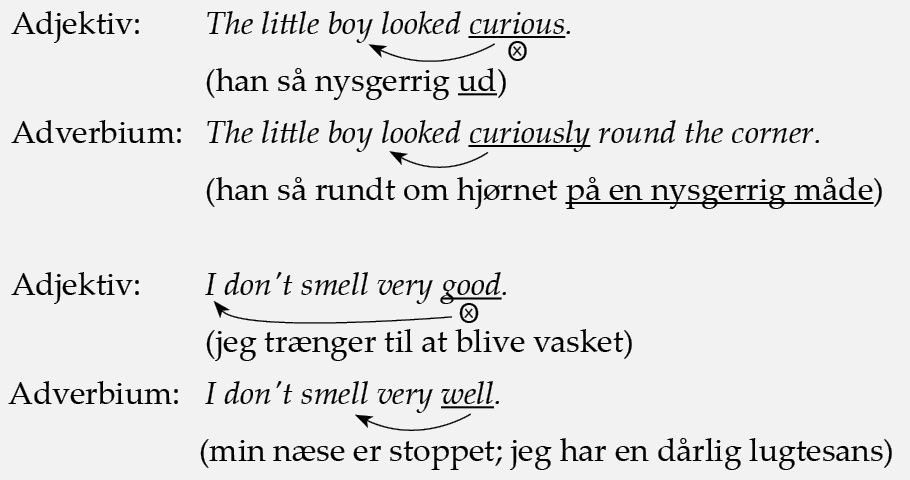 Adjektiv: The little boy looked curious.
ⓧ
(han så nysgerrig ud)
Adverbium: The little boy looked curiously round the corner.
(han så rundt om hjørnet på en nysgerrig måde)
Adjektiv: I don't smell very good.
ⓧ
(jeg trænger til at blive vasket)
Adverbium: I don't smell very well.
(min næse er stoppet; jeg har en dårlig lugtesans)